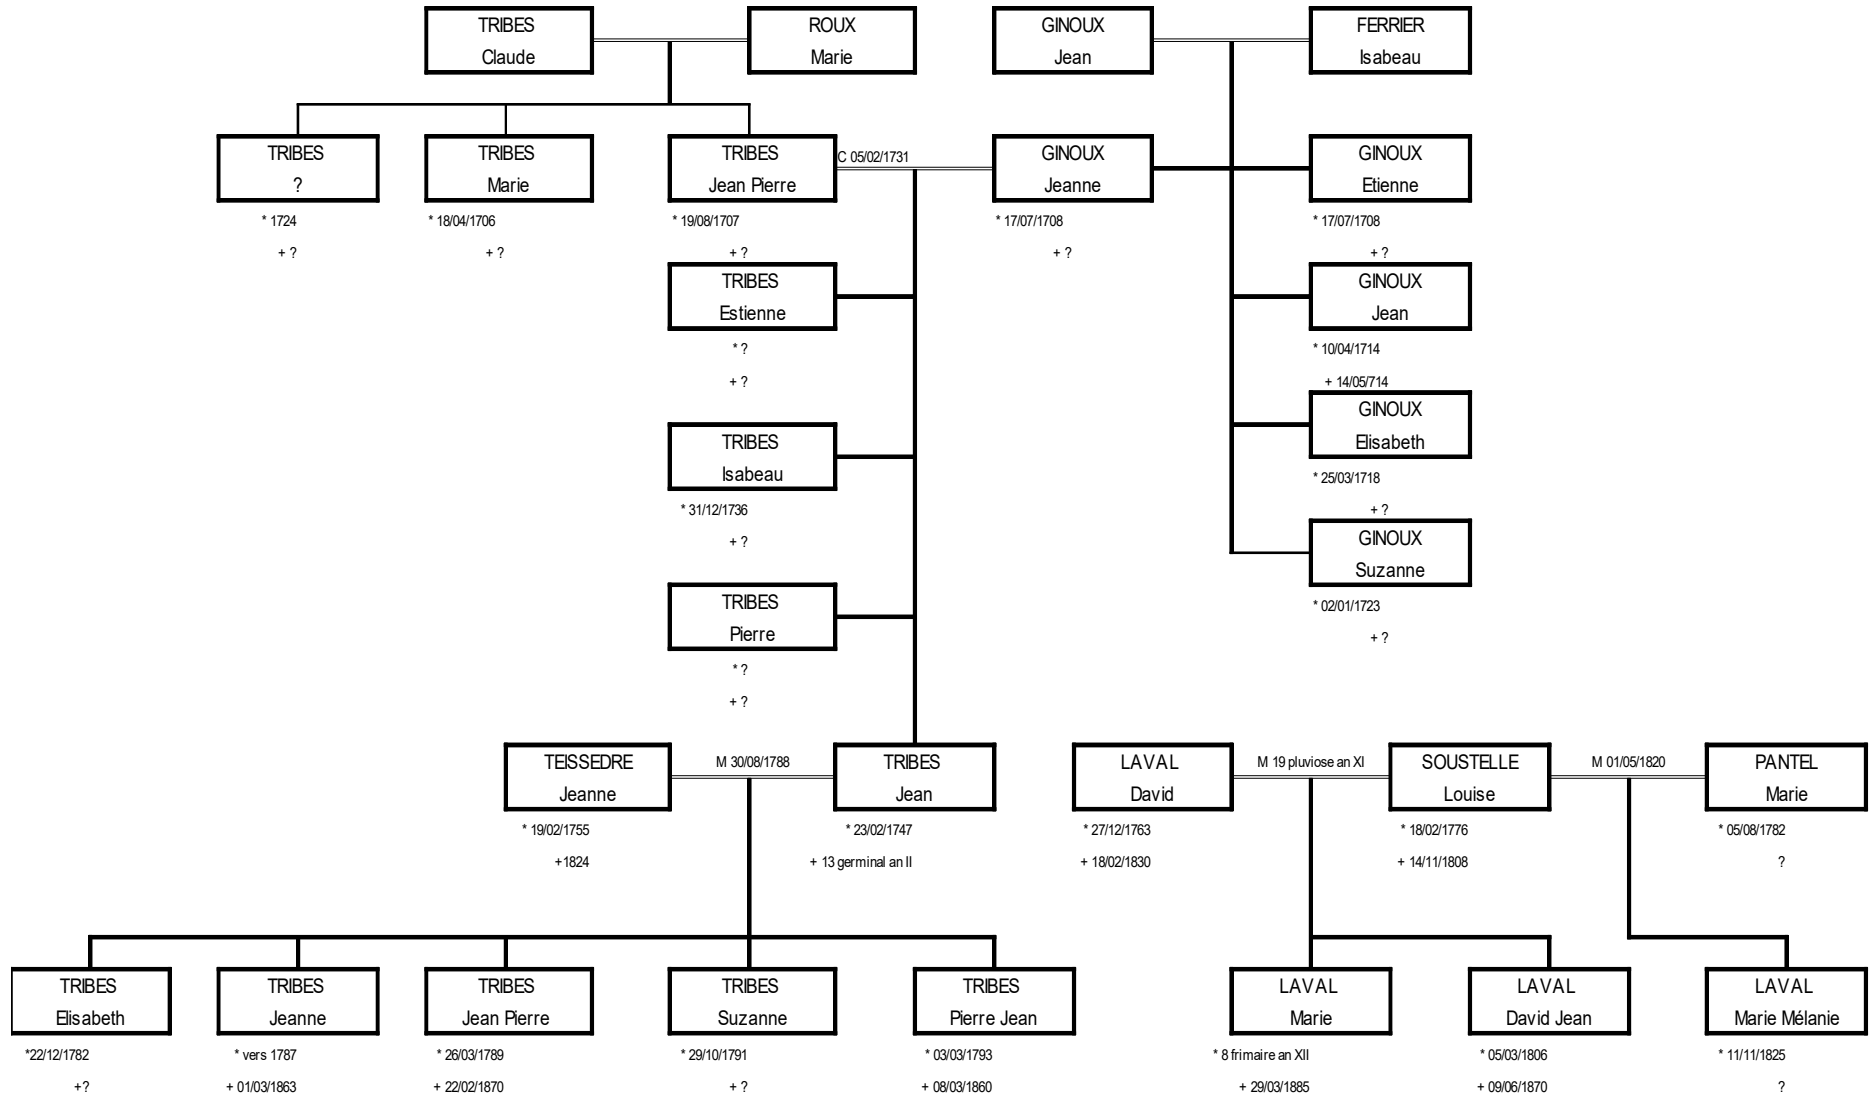 TRIBES
Claude
ROUX
Marie
GINOUX
Jean
FERRIER
Isabeau
TRIBES
?
* 1724
+ ?
TRIBES
Marie
* 18/04/1706
+ ?
TRIBES
Jean Pierre
* 19/08/1707
+ ?
C 05/02/1731
GINOUX
Jeanne
* 17/07/1708
+ ?
GINOUX
Etienne
* 17/07/1708
+ ?
TRIBES
Estienne
* ?
+ ?
GINOUX
Jean
* 10/04/1714
+ 14/05/714
GINOUX
Elisabeth
* 25/03/1718
+ ?
TRIBES
Isabeau
* 31/12/1736
+ ?
GINOUX
Suzanne
* 02/01/1723
+ ?
TRIBES
Pierre
* ?
+ ?
TEISSEDRE
Jeanne
* 19/02/1755
+1824
M 30/08/1788
TRIBES
Jean
* 23/02/1747
+ 13 germinal an II
LAVAL
David
* 27/12/1763
+ 18/02/1830
M 19 pluviose an XI
SOUSTELLE
Louise
* 18/02/1776
+ 14/11/1808
M 01/05/1820
PANTEL
Marie
* 05/08/1782
?
TRIBES
Elisabeth
*22/12/1782
+?
TRIBES
Jeanne
* vers 1787
+ 01/03/1863
TRIBES
Jean Pierre
* 26/03/1789
+ 22/02/1870
TRIBES
Suzanne
* 29/10/1791
+ ?
TRIBES
Pierre Jean
* 03/03/1793
+ 08/03/1860
LAVAL
Marie
* 8 frimaire an XII
+ 29/03/1885
LAVAL
David Jean
* 05/03/1806
+ 09/06/1870
LAVAL
Marie Mélanie
* 11/11/1825
?